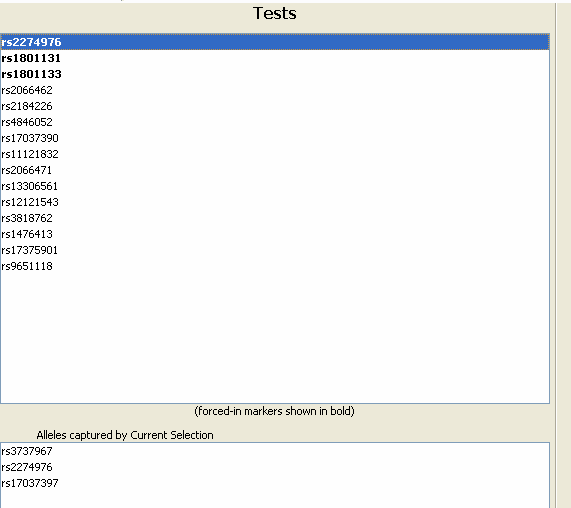 Tests
rs2274976
rs1801131
rs1801133
rs2066462
rs2184226
rs4846052
rs17037390
rs11121832
rs2066471
rs13306561
rs12121543
rs3818762
rs1476413
rs17375901
rs9651118
(forced-in markers shown in bold)
Alleles captured by Current Selection
rs3737967
rs2274976
rs17037397